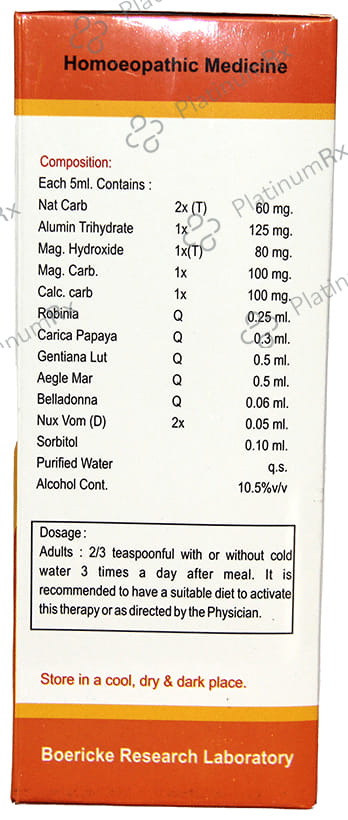 Homoeopathic Medicine
PlatinumRx
Composition:
Each 5ml. Contains :
Nat Carb 2x (T) 60 mg.
Alumin Trihydrate 1x 125 mg.
Mag. Hydroxide 1x(T) 80 mg.
Mag. Carb. 1x 100 mg.
Calc. carb 1x 100 mg.
Robinia Q 0.25 ml.
Carica Papaya Q 0.3 ml.
Gentiana Lut Q 0.5 ml.
Aegle Mar Q 0.5 ml.
Belladonna Q 0.06 ml.
Nux Vom (D) 2x 0.05 ml.
Sorbitol 0.10 ml.
Purified Water q.s.
Alcohol Cont. 10.5%v/v
Dosage :
Adults : 2/3 teaspoonful with or without cold
water 3 times a day after meal. It is
recommended to have a suitable diet to activate
this therapy or as directed by the Physician.
Store in a cool, dry & dark place.
Boericke Research Laboratory